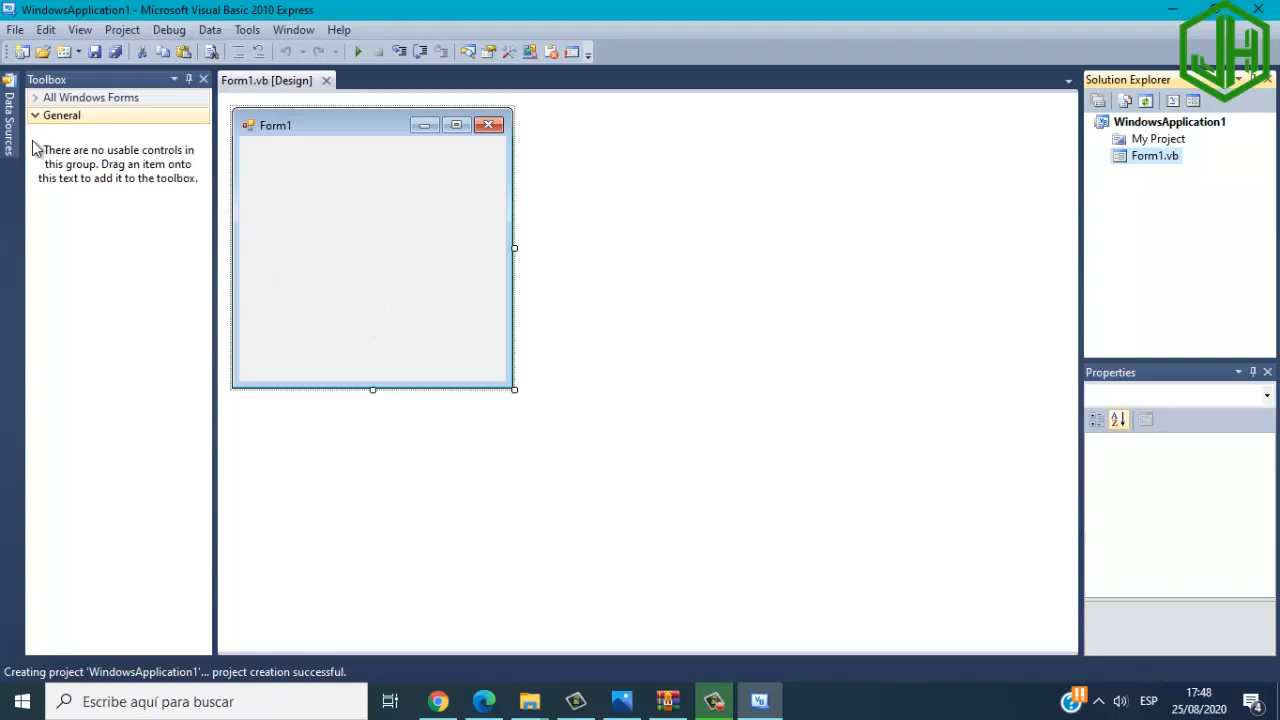 WindowsApplication1 - Microsoft Visual Basic 2010 Express
File Edit View Project Debug Data Tools Window Help
Toolbox
Form1.vb [Design]
Solution Explorer
All Windows Forms
General
There are no usable controls in
this group. Drag an item onto
this text to add it to the toolbox.
Data Sources
Form1
WindowsApplication1
My Project
Form1.vb
Properties
Creating project 'WindowsApplication1'... project creation successful.
Escribe aquí para buscar
ESP
17:48
25/08/2020
4
JH